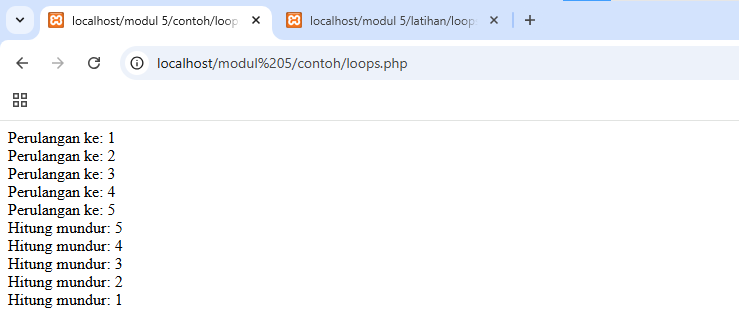 localhost/modul 5/contoh/loop
localhost/modul 5/latihan/loop
localhost/modul%205/contoh/loops.php
Perulangan ke: 1
Perulangan ke: 2
Perulangan ke: 3
Perulangan ke: 4
Perulangan ke: 5
Hitung mundur: 5
Hitung mundur: 4
Hitung mundur: 3
Hitung mundur: 2
Hitung mundur: 1